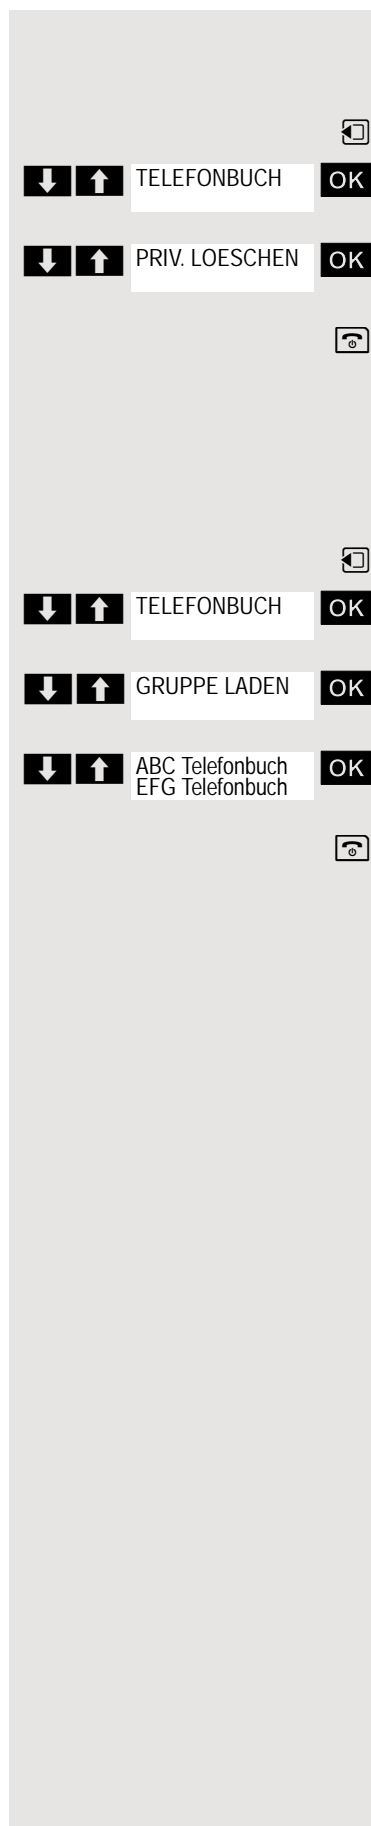 TELEFONBUCH OK
PRIV. LOESCHEN OK
TELEFONBUCH OK
GRUPPE LADEN OK
ABC Telefonbuch OK
EFG Telefonbuch